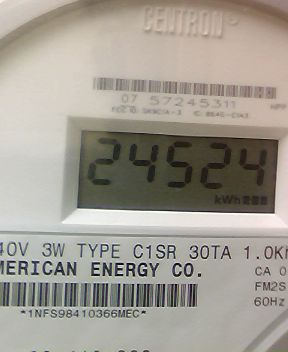 CENTRON
07 57245311
24524
kWh
40V 3W TYPE C1SR 30TA 1.0K
MERICAN ENERGY CO.
CA 0
FM2S
60Hz
*1NFS98410366MEC*